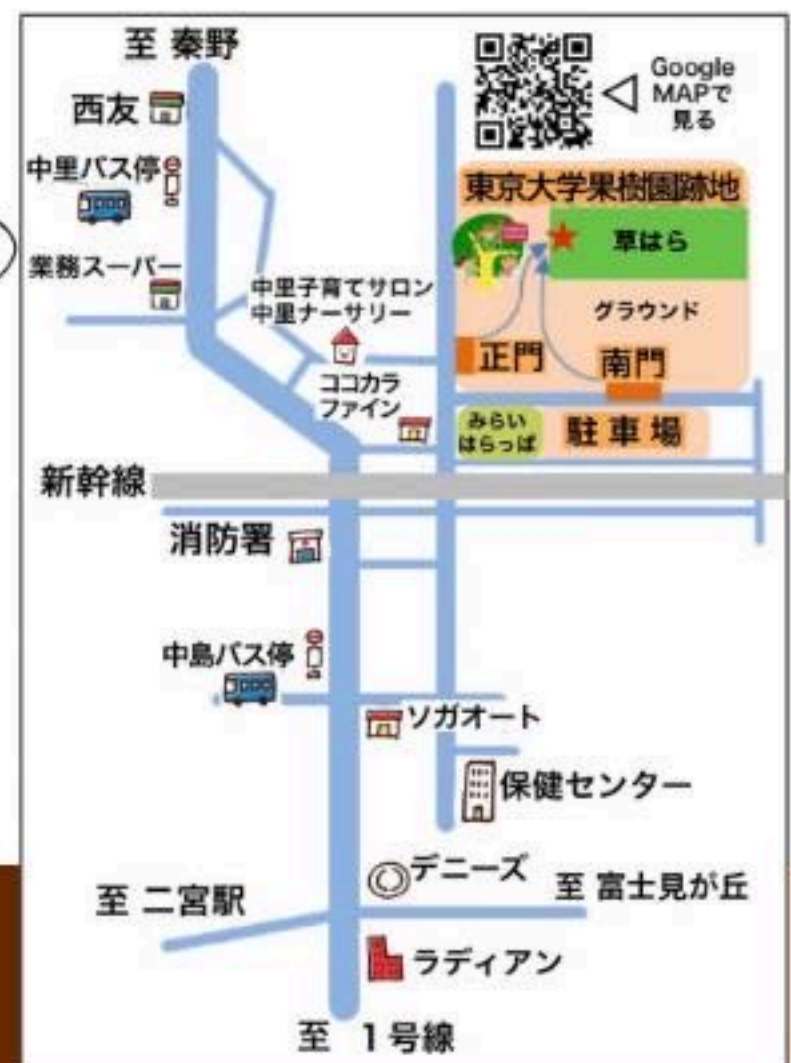 至 秦野
西友
Google
MAPで
見る
中里バス停
東京大学果樹園跡地
草はら
業務スーパー
中里子育てサロン
中里ナーサリー
グラウンド
正門
南門
ココカラ
ファイン
みらい
はらっぱ
駐車場
新幹線
消防署
中島バス停
ソガオート
保健センター
デニーズ
至 富士見が丘
至 二宮駅
ラディアン
至 1号線